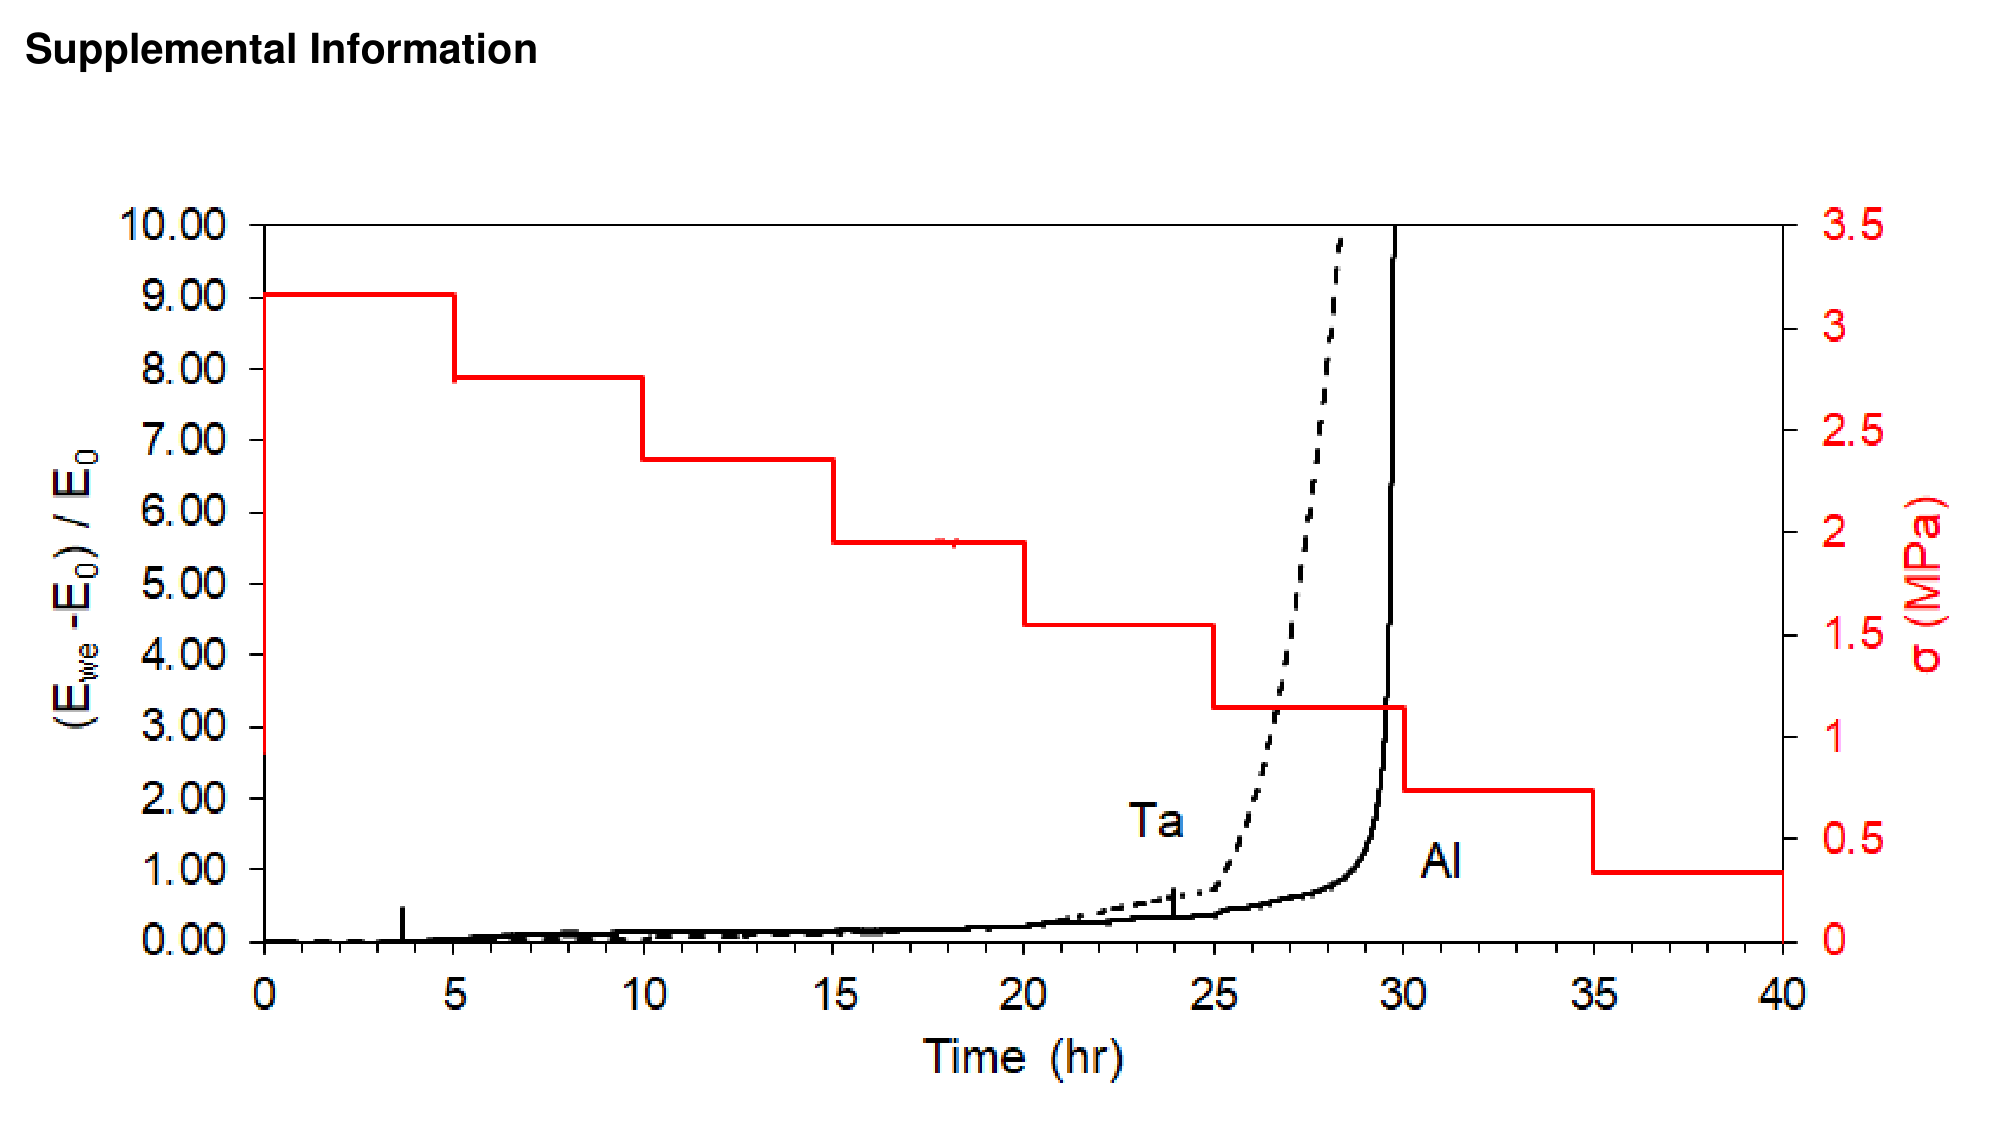 Supplemental Information
10.00
9.00
8.00
7.00
6.00
5.00
4.00
3.00
2.00
1.00
0.00
(Ewe -E0) / E0
3.5
3
2.5
2
1.5
1
0.5
0
σ (MPa)
Ta
Al
0 5 10 15 20 25 30 35 40
Time (hr)